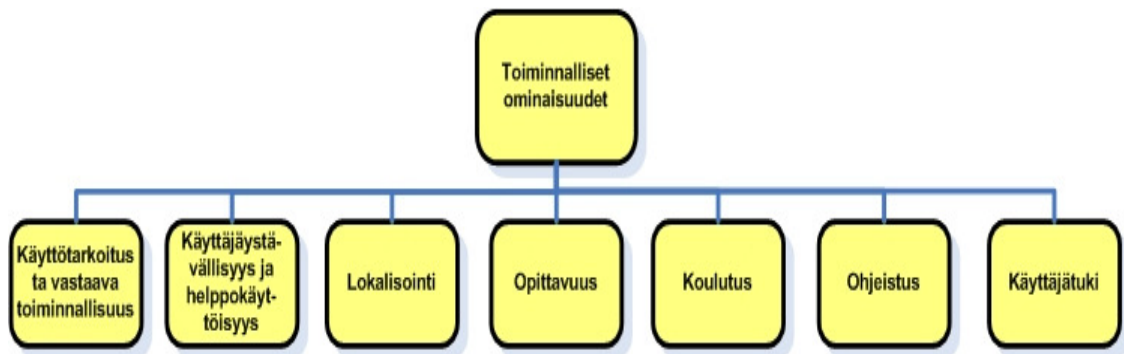 Toiminnalliset
ominaisuudet
Käyttötarkoitus
ta vastaava
toiminnallisuus
Käyttäjäystä-
vällisyys ja
helppokäyt-
töisyys
Lokalisointi
Opittavuus
Koulutus
Ohjeistus
Käyttäjätuki